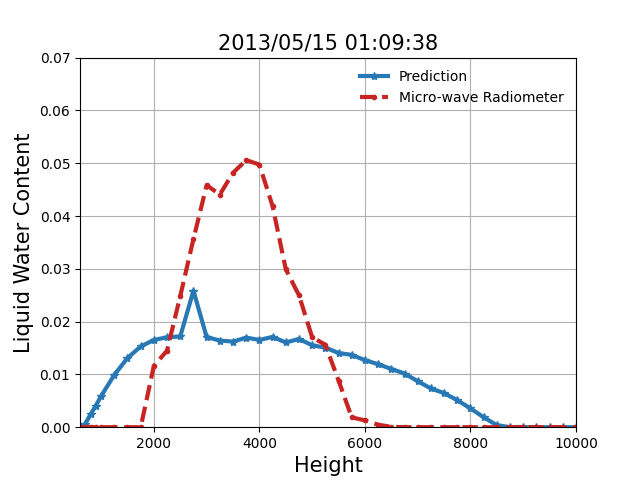 2013/05/15 01:09:38
0.07
0.06
0.05
0.04
0.03
0.02
0.01
0.00
Liquid Water Content
Prediction
Micro-wave Radiometer
2000 4000 6000 8000 10000
Height